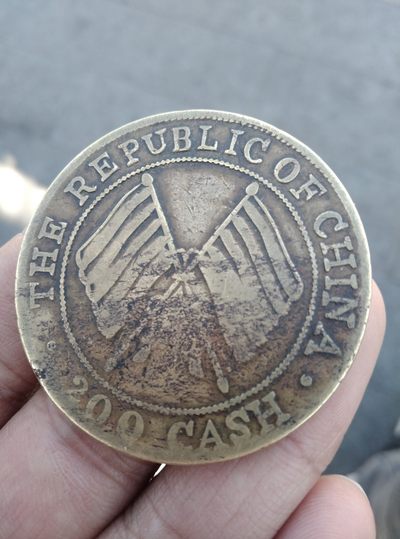 THE REPUBLIC OF CHINA
200 CASH